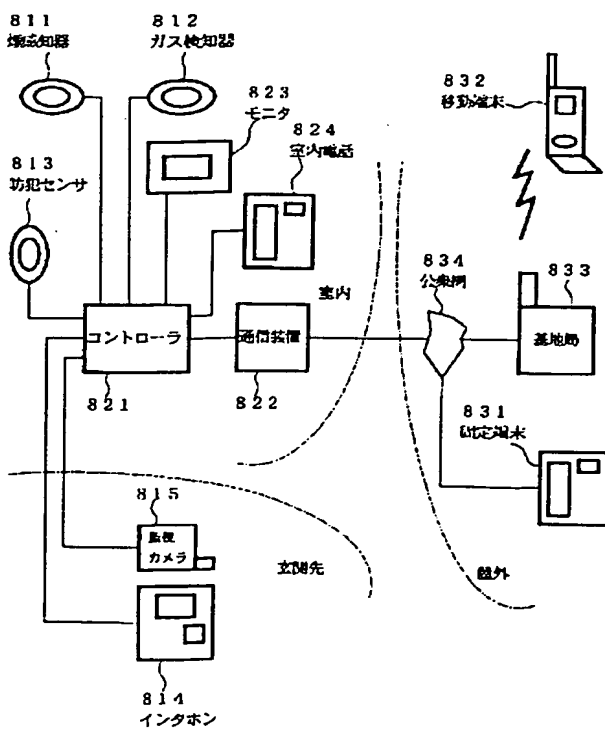 811
煙感知器
812
ガス検知器
823
モニタ
824
室内電話
813
防犯センサ
832
移動端末
834
公衆網
833
基地局
室内
コントローラ
821
通信装置
822
831
固定端末
815
監視
カメラ
玄関先
屋外
814
インタホン